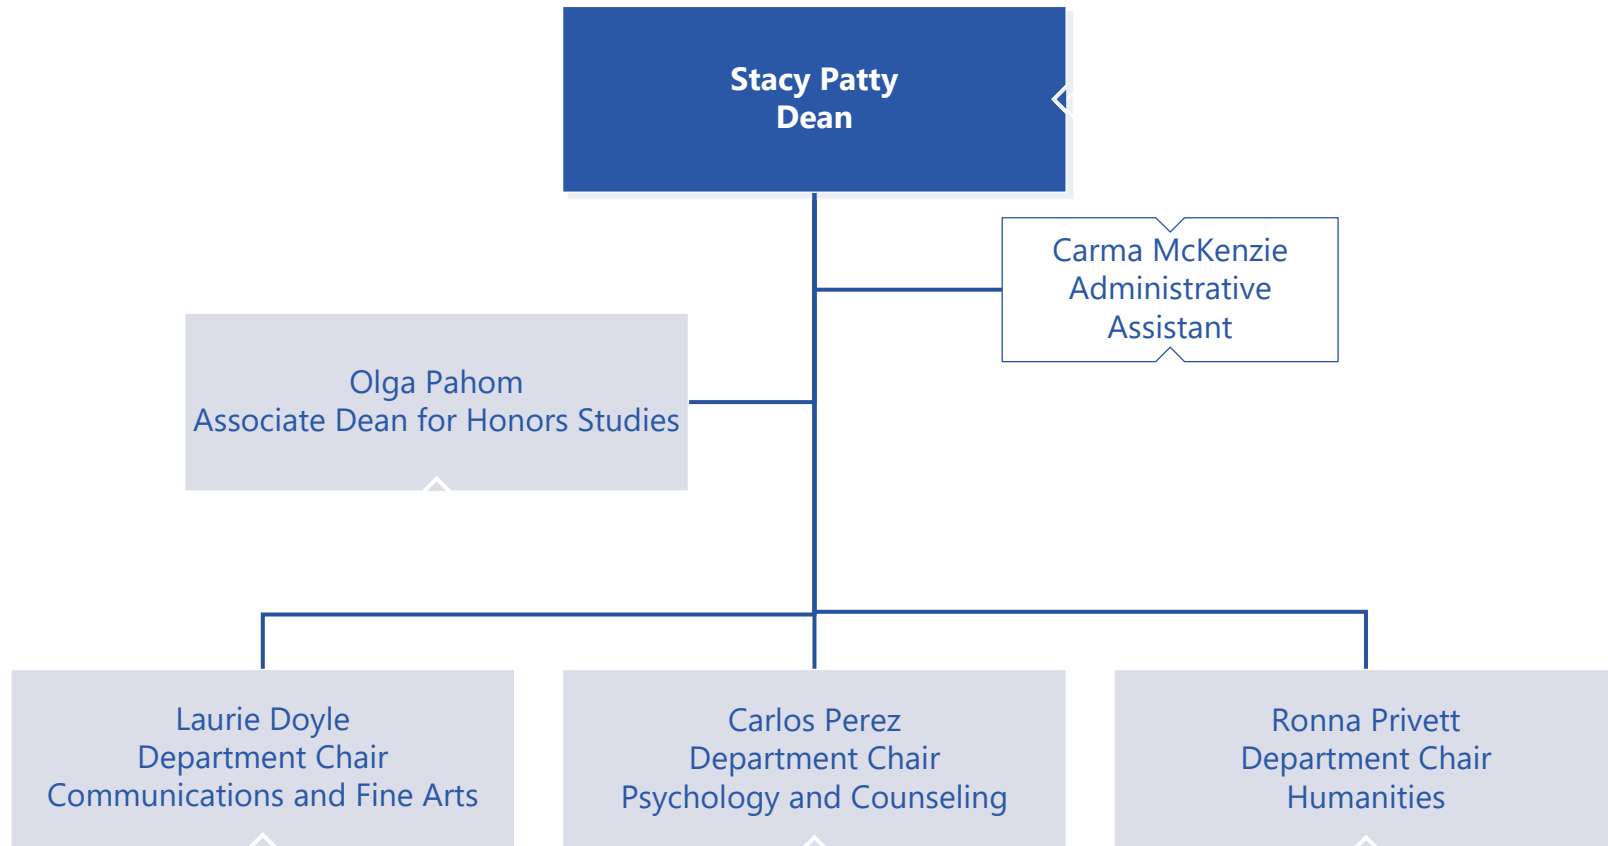 Stacy Patty
Dean
Carma McKenzie
Administrative
Assistant
Olga Pahom
Associate Dean for Honors Studies
Laurie Doyle
Department Chair
Communications and Fine Arts
Carlos Perez
Department Chair
Psychology and Counseling
Ronna Privett
Department Chair
Humanities